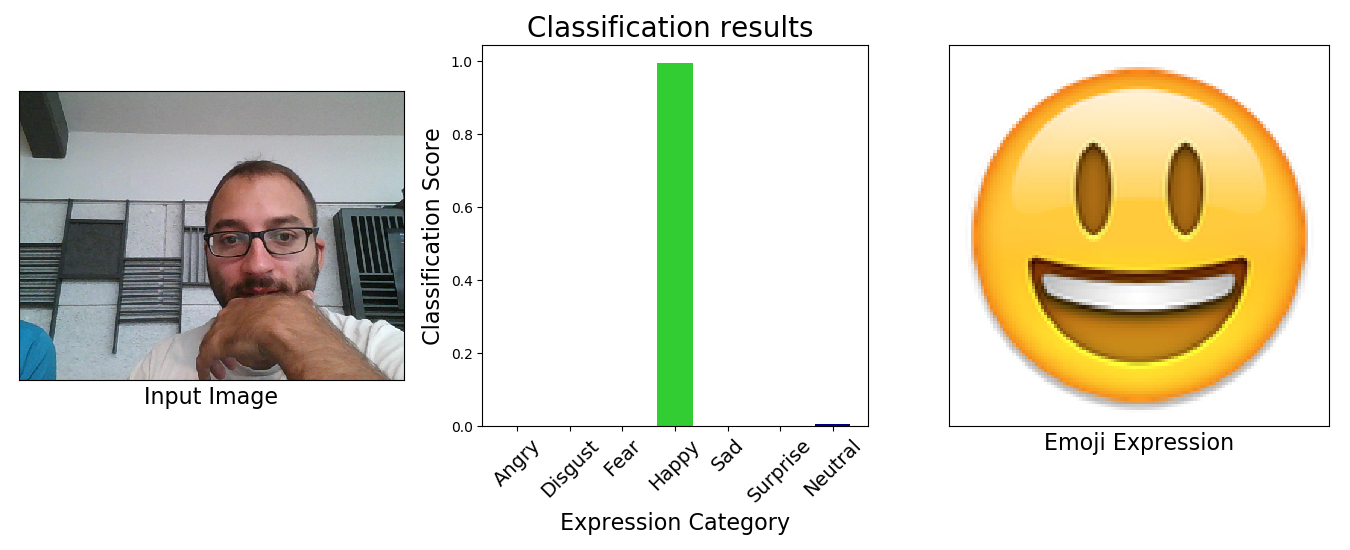 Classification results
Classification Score
1.0
0.8
0.6
0.4
0.2
0.0
Angry
Disgust
Fear
Happy
Sad
Surprise
Neutral
Expression Category
Input Image
Emoji Expression